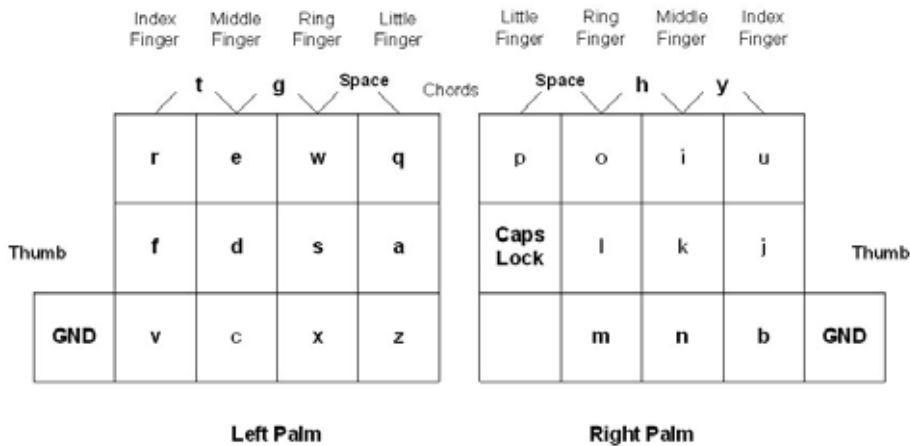 Index Finger Middle Finger Ring Finger Little Finger Little Finger Ring Finger Middle Finger Index Finger
t g Space Chords Space h y
r e w q p o i u
Thumb f d s a Caps Lock l k j Thumb
GND v c x z m n b GND
Left Palm Right Palm